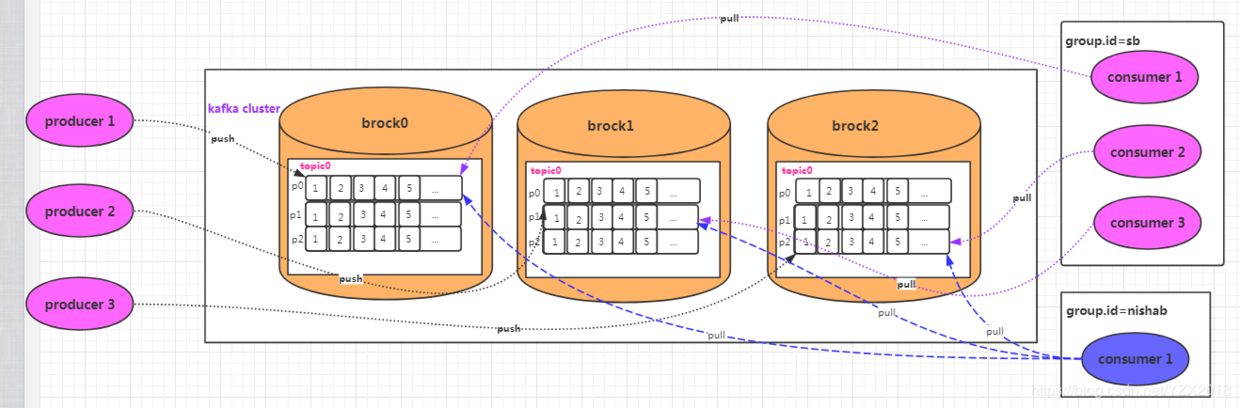 pull
group.id=sb
consumer 1
consumer 2
consumer 3
pull
kafka cluster
producer 1
producer 2
producer 3
push
push
push
brock0
topic0
p0 1 2 3 4 5 ...
p1 1 2 3 4 5 ...
p2 1 2 3 4 5 ...
brock1
topic0
p0 1 2 3 4 5 ...
p1 1 2 3 4 5 ...
p2 1 2 3 4 5 ...
brock2
topic0
p0 1 2 3 4 5 ...
p1 1 2 3 4 5 ...
p2 1 2 3 4 5 ...
pull
pull
pull
pull
group.id=nishab
consumer 1
https://blog.csdn.net/YZX2018